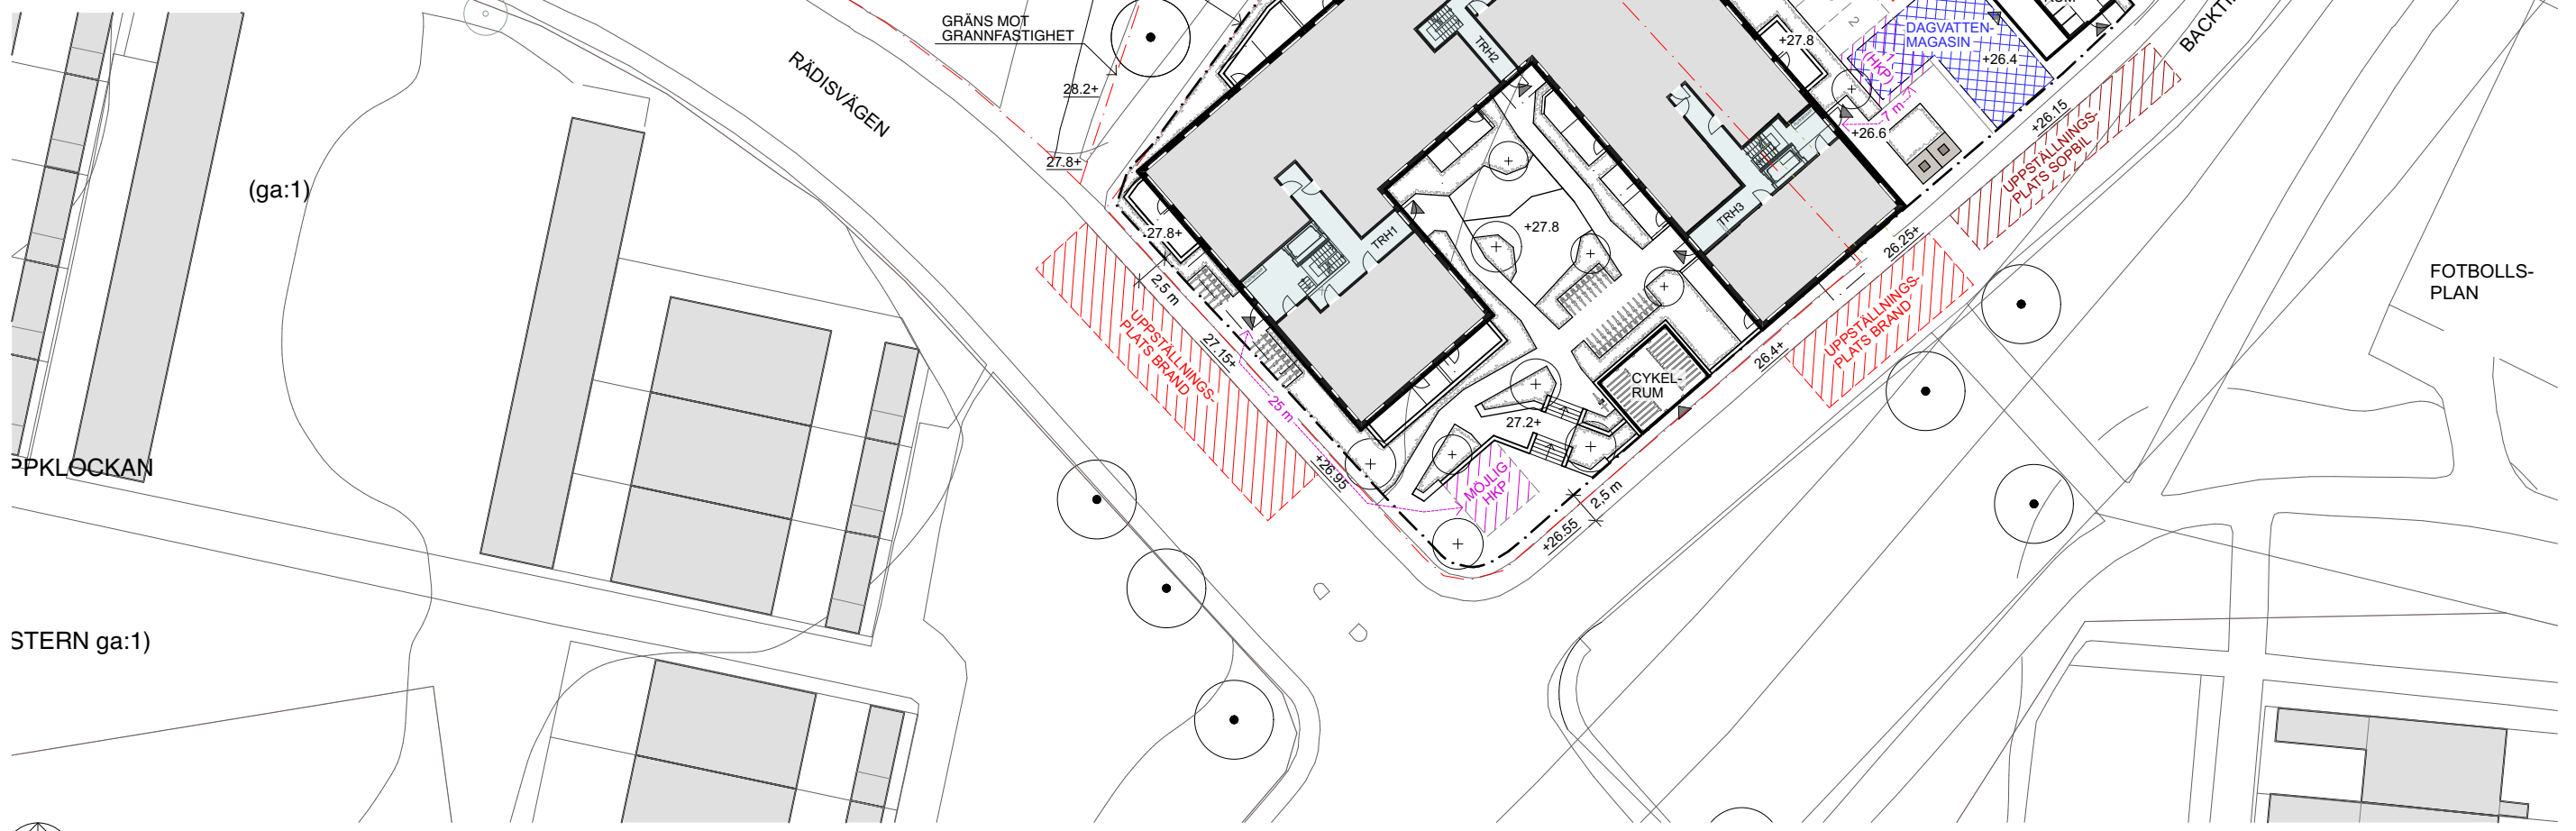 GRÄNS MOT
GRANNFASTIGHET
RÄDISVÄGEN
28.2+
27.8+
(ga:1)
PPKLOCKAN
STERN ga:1)
27.8+
2,5 m
UPPSTÄLLNINGS-
PLATS BRAND
27.15+
25 m
+26.95
TRH1
TRH2
TRH3
+27.8
+27.8
2
1
(HKP)
DAGVATTEN-
MAGASIN
+26.4
7 m
+26.6
+26.15
UPPSTÄLLNINGS-
PLATS SOPBIL
26.25+
UPPSTÄLLNINGS-
PLATS BRAND
26.4+
CYKEL-
RUM
27.2+
MÖJLIG
HKP
2,5 m
+26.55
FOTBOLLS-
PLAN